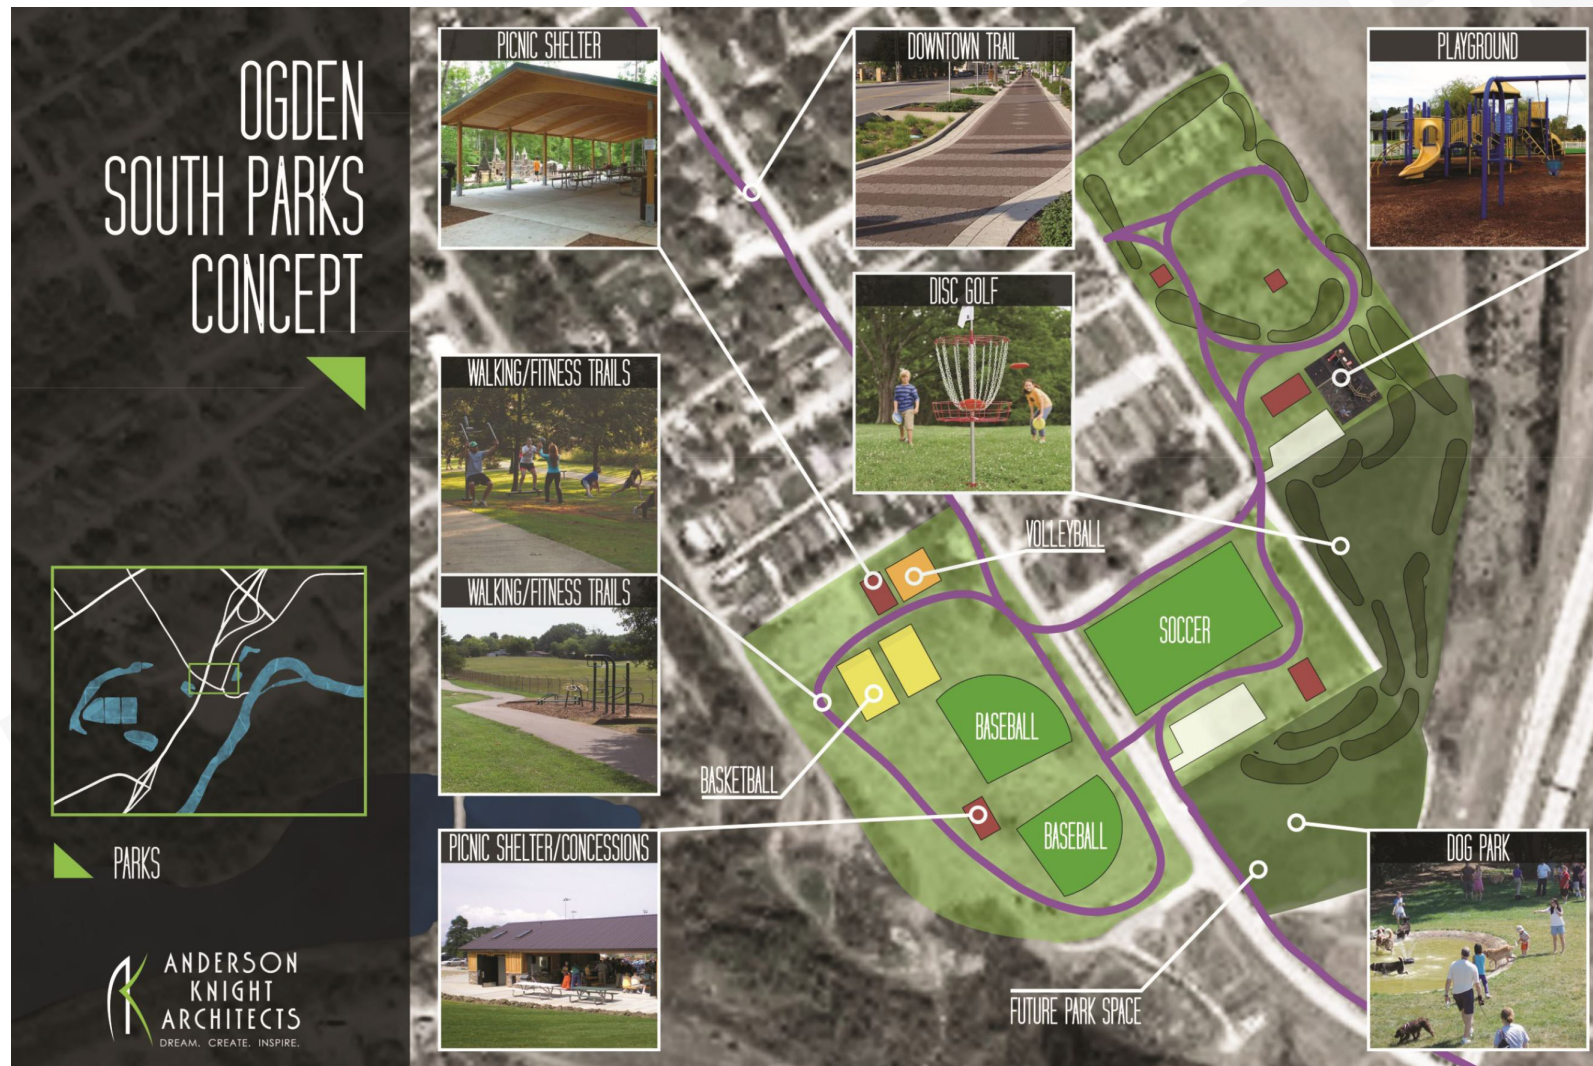 OGDEN
SOUTH PARKS
CONCEPT
PARKS
ANDERSON
KNIGHT
ARCHITECTS
DREAM. CREATE. INSPIRE.
PICNIC SHELTER
DOWNTOWN TRAIL
PLAYGROUND
DISC GOLF
WALKING/FITNESS TRAILS
WALKING/FITNESS TRAILS
VOLLEYBALL
SOCCER
BASEBALL
BASKETBALL
BASEBALL
PICNIC SHELTER/CONCESSIONS
DOG PARK
FUTURE PARK SPACE